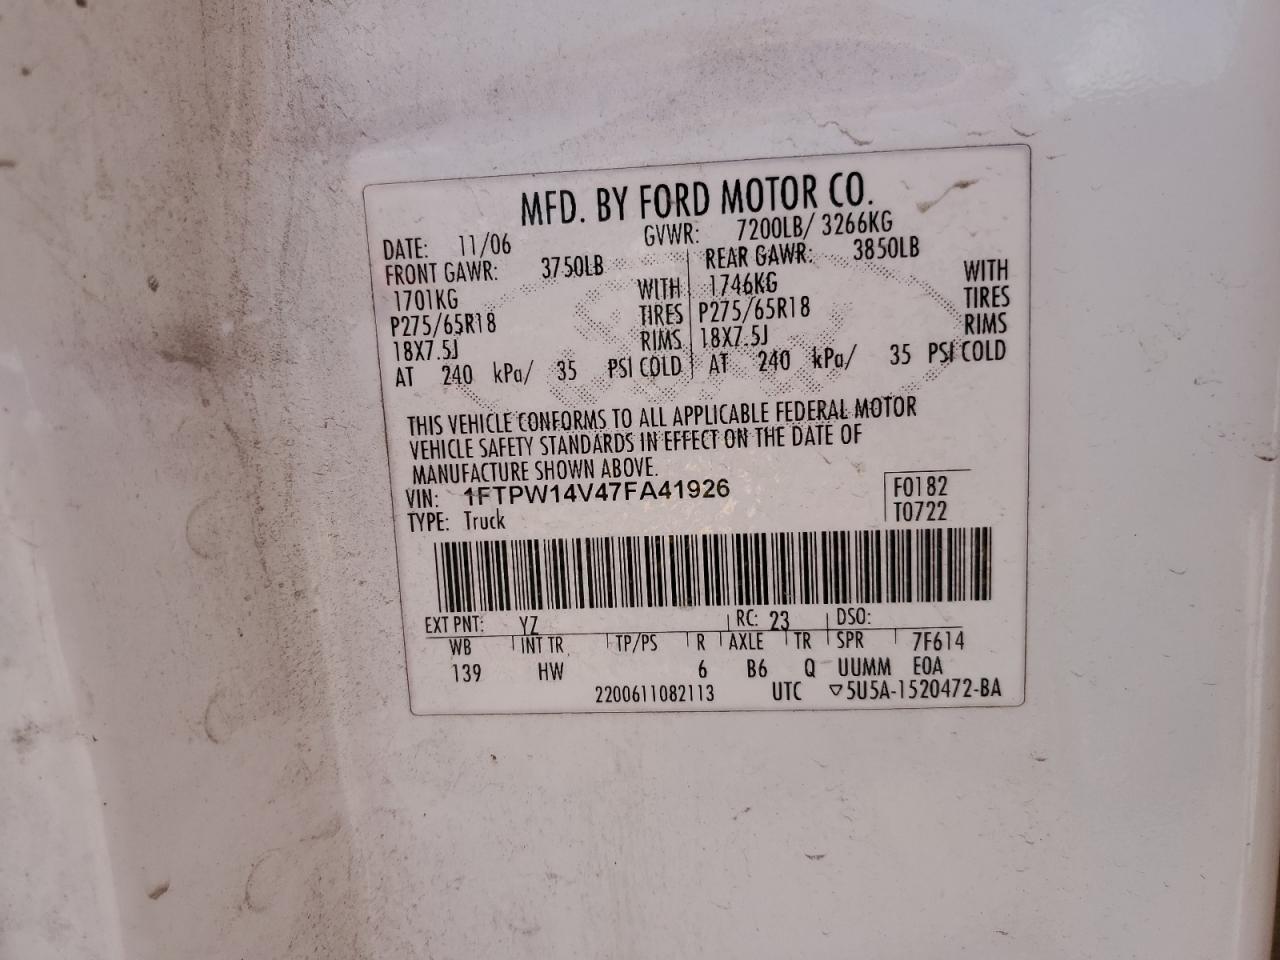 MFD. BY FORD MOTOR CO.
DATE: 11/06 GVWR: 7200LB/ 3266KG
FRONT GAWR: 3750LB REAR GAWR: 3850LB
1701KG WITH 1746KG WITH
P275/65R18 TIRES P275/65R18 TIRES
18X7.5J RIMS 18X7.5J RIMS
AT 240 kPa/ 35 PSI COLD AT 240 kPa/ 35 PSI COLD
THIS VEHICLE CONFORMS TO ALL APPLICABLE FEDERAL MOTOR
VEHICLE SAFETY STANDARDS IN EFFECT ON THE DATE OF
MANUFACTURE SHOWN ABOVE.
VIN: 1FTPW14V47FA41926 F0182
TYPE: Truck T0722
EXT PNT: YZ RC: 23 DSO:
WB INT TR TP/PS R AXLE TR SPR 7F614
139 HW 6 B6 Q UUMM E0A
2200611082113 UTC ▽5U5A-1520472-BA